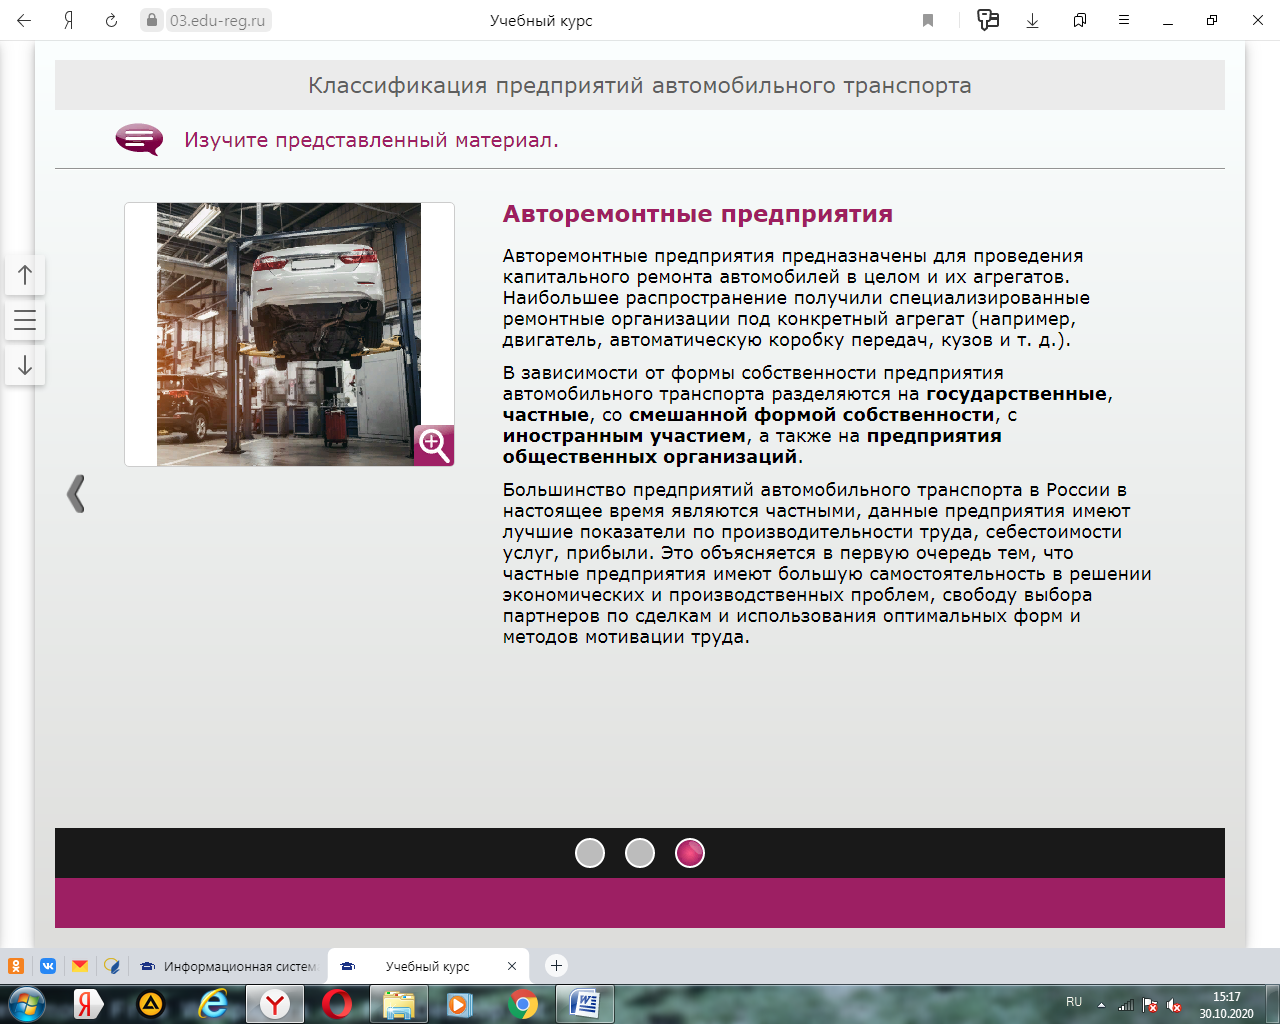 03.edu-reg.ru
Учебный курс
Классификация предприятий автомобильного транспорта
Изучите представленный материал.
Авторемонтные предприятия
Авторемонтные предприятия предназначены для проведения
капитального ремонта автомобилей в целом и их агрегатов.
Наибольшее распространение получили специализированные
ремонтные организации под конкретный агрегат (например,
двигатель, автоматическую коробку передач, кузов и т. д.).
В зависимости от формы собственности предприятия
автомобильного транспорта разделяются на государственные,
частные, со смешанной формой собственности, с
иностранным участием, а также на предприятия
общественных организаций.
Большинство предприятий автомобильного транспорта в России в
настоящее время являются частными, данные предприятия имеют
лучшие показатели по производительности труда, себестоимости
услуг, прибыли. Это объясняется в первую очередь тем, что
частные предприятия имеют большую самостоятельность в решении
экономических и производственных проблем, свободу выбора
партнеров по сделкам и использования оптимальных форм и
методов мотивации труда.
Информационная систем
Учебный курс
RU
15:17
30.10.2020